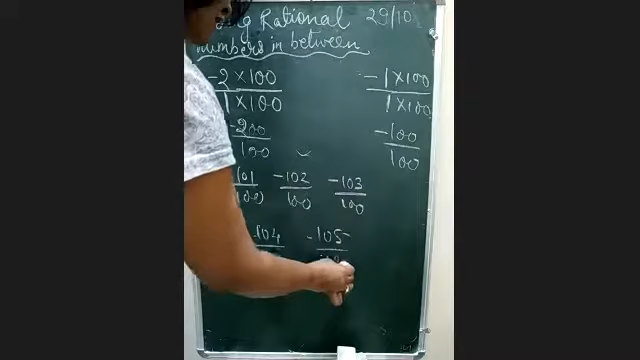 g Rational 29/10
numbers in between
-2 × 100 -1 × 100
1 × 100 1 × 100
-200 -100
100 100
101 -102 -103
100 100 100
-104 -105